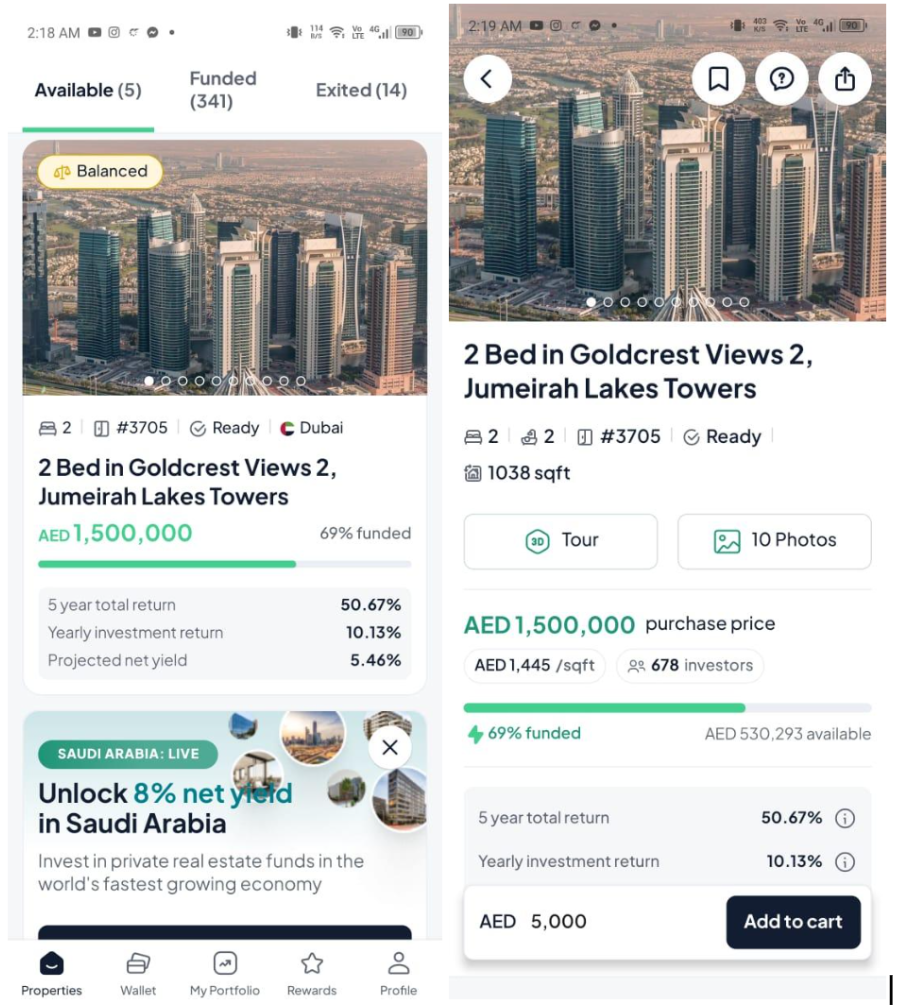 2:18 AM
114
B/s
Vo
LTE
4G
90
Available (5)
Funded
(341)
Exited (14)
Balanced
2
#3705
Ready
Dubai
2 Bed in Goldcrest Views 2,
Jumeirah Lakes Towers
AED 1,500,000
69% funded
5 year total return 50.67%
Yearly investment return 10.13%
Projected net yield 5.46%
SAUDI ARABIA: LIVE
Unlock 8% net yield
in Saudi Arabia
Invest in private real estate funds in the
world's fastest growing economy
Properties
Wallet
My Portfolio
Rewards
Profile
2:19 AM
403
K/S
Vo
LTE
4G
90
2 Bed in Goldcrest Views 2,
Jumeirah Lakes Towers
2
2
#3705
Ready
1038 sqft
3D
Tour
10 Photos
AED 1,500,000 purchase price
AED 1,445 /sqft
678 investors
69% funded
AED 530,293 available
5 year total return 50.67%
Yearly investment return 10.13%
AED 5,000
Add to cart